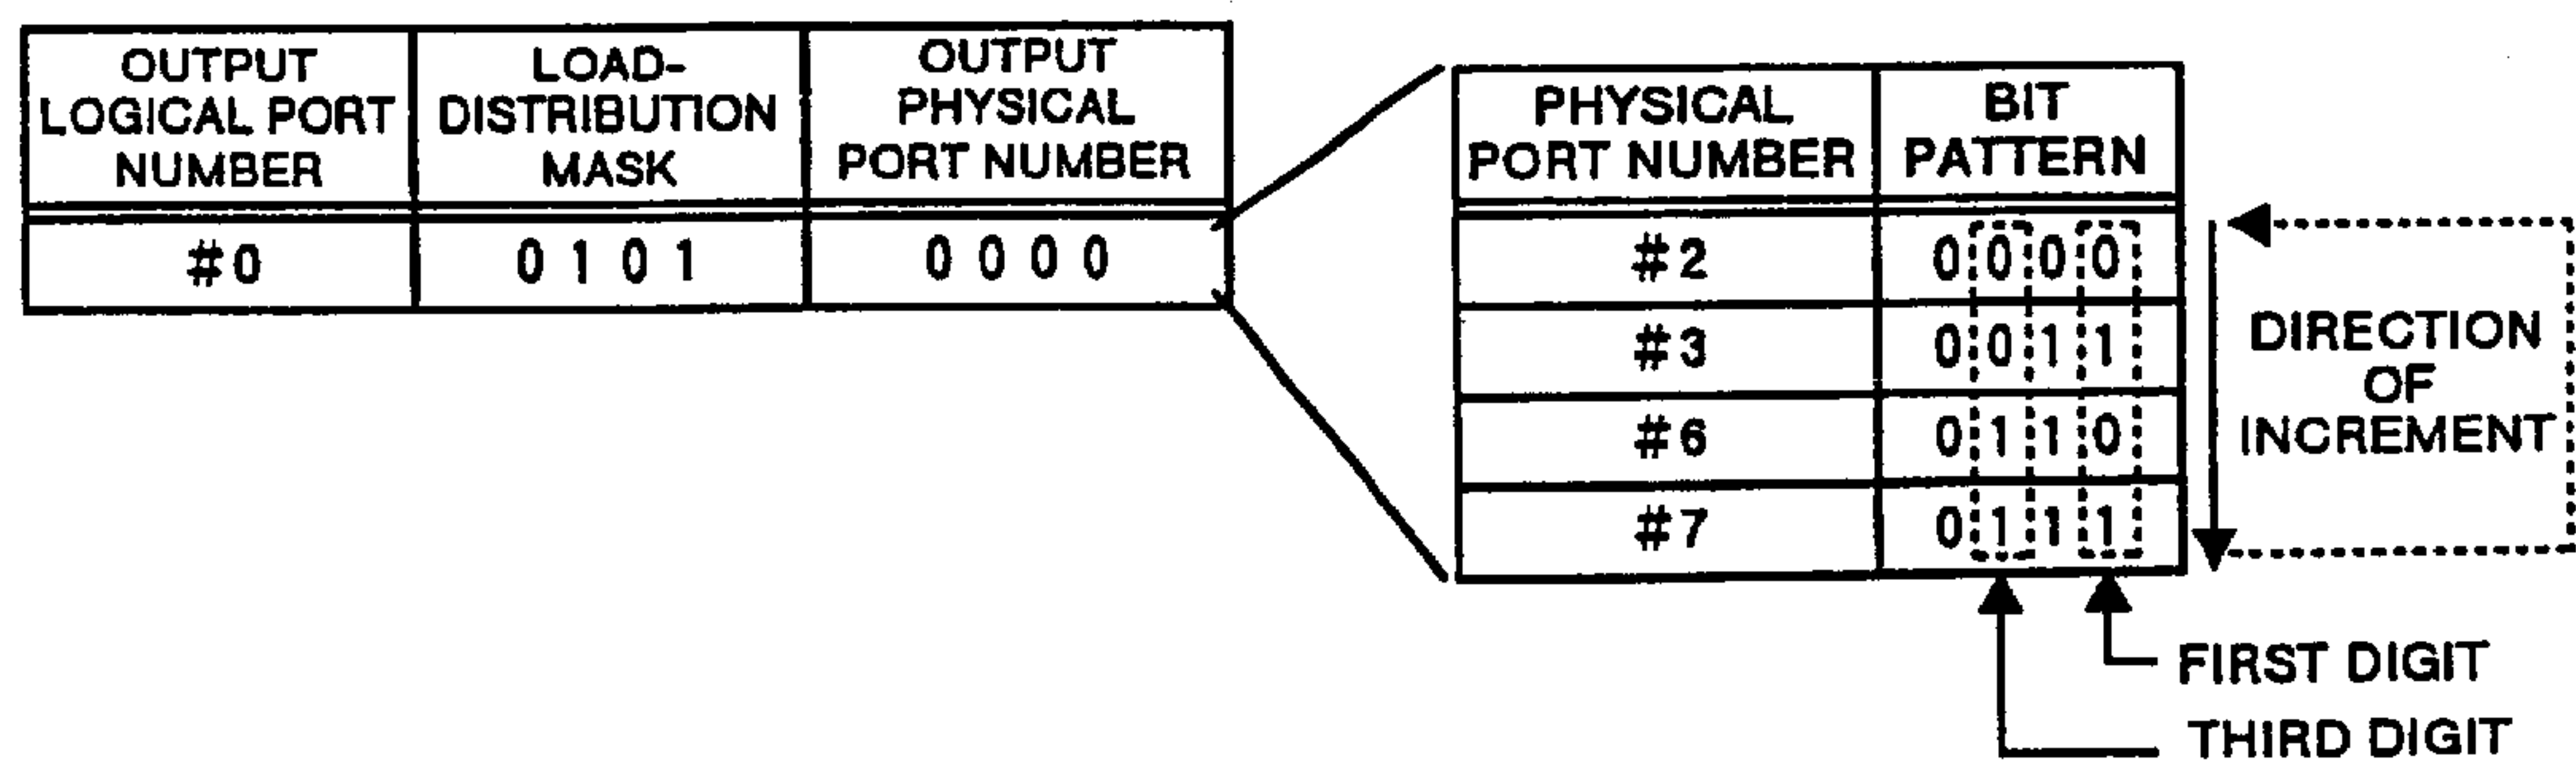 OUTPUT
LOGICAL PORT
NUMBER
LOAD-
DISTRIBUTION
MASK
OUTPUT
PHYSICAL
PORT NUMBER
#0
0 1 0 1
0 0 0 0
PHYSICAL
PORT NUMBER
BIT
PATTERN
#2
0 0 0 0
#3
0 0 1 1
#6
0 1 1 0
#7
0 1 1 1
DIRECTION
OF
INCREMENT
FIRST DIGIT
THIRD DIGIT